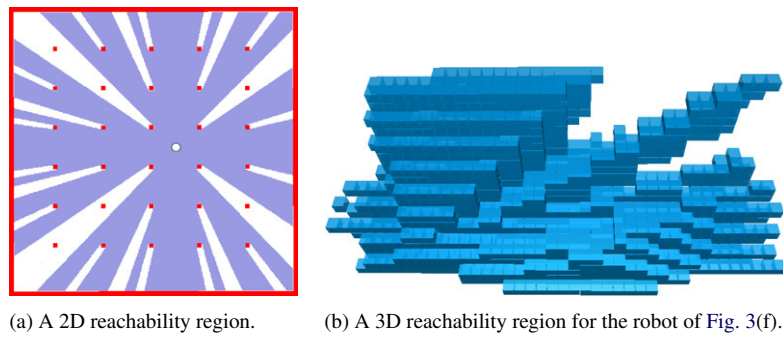 (a) A 2D reachability region.
(b) A 3D reachability region for the robot of Fig. 3(f).